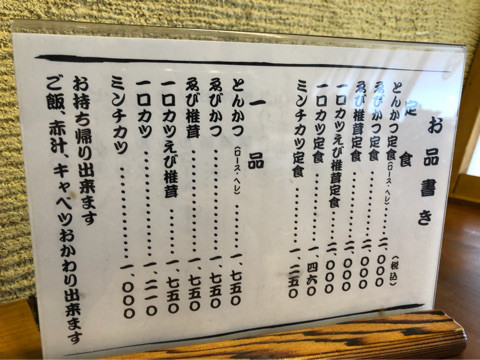 お品書き
定食 (税込)
とんかつ定食(ロース・ヘレ)‥二、〇〇〇
ゑびかつ定食‥‥‥‥二、〇〇〇
ゑび椎茸定食‥‥‥‥二、〇〇〇
一口カツえび椎茸定食‥二、〇〇〇
一口カツ定食‥‥‥‥一、四六〇
ミンチカツ定食‥‥‥一、二五〇
一品
とんかつ(ロース・ヘレ)‥‥一、七五〇
ゑびかつ‥‥‥‥‥‥一、七五〇
ゑび椎茸‥‥‥‥‥‥一、七五〇
一口カツえび椎茸‥‥一、七五〇
一口カツ‥‥‥‥‥‥一、二一〇
ミンチカツ‥‥‥‥‥一、〇〇〇
お持ち帰り出来ます
ご飯、赤汁、キャベツおかわり出来ます